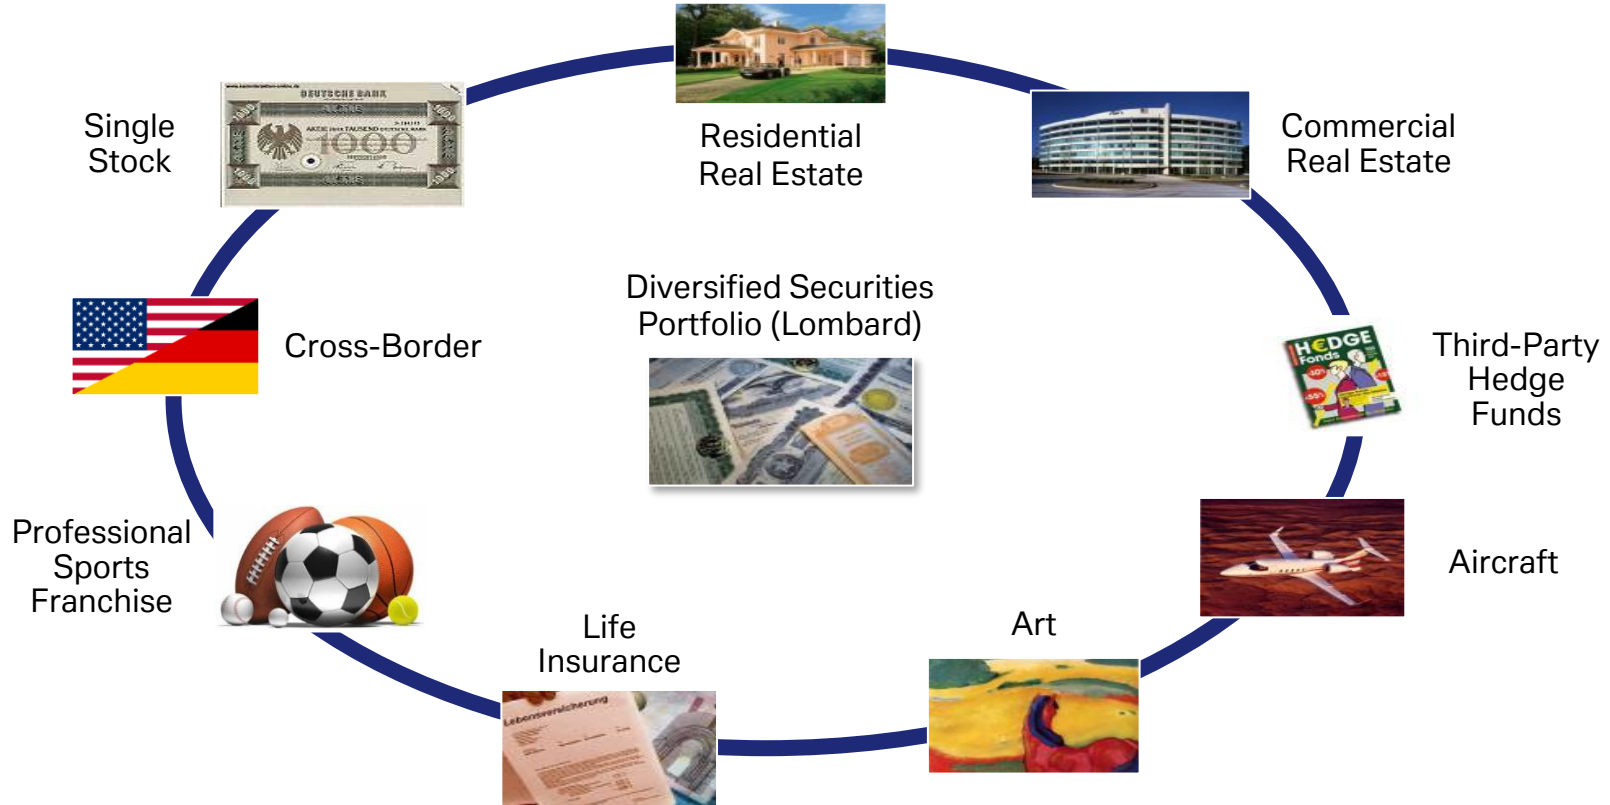 Residential
Real Estate
Single
Stock
DEUTSCHE BANK
AKTIE
1000
Commercial
Real Estate
Diversified Securities
Portfolio (Lombard)
Cross-Border
HEDGE
Fonds
Third-Party
Hedge
Funds
Professional
Sports
Franchise
Aircraft
Art
Life
Insurance
Lebensversicherung